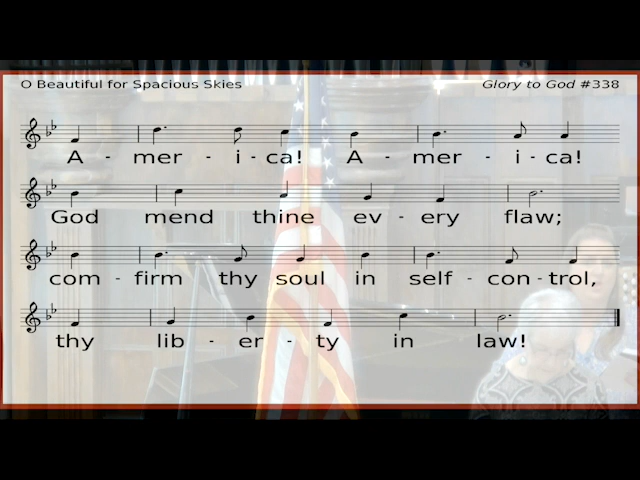 O Beautiful for Spacious Skies
Glory to God #338
A - mer - i - ca! A - mer - i - ca!
God mend thine ev - ery flaw;
com - firm thy soul in self - con - trol,
thy lib - er - ty in law!